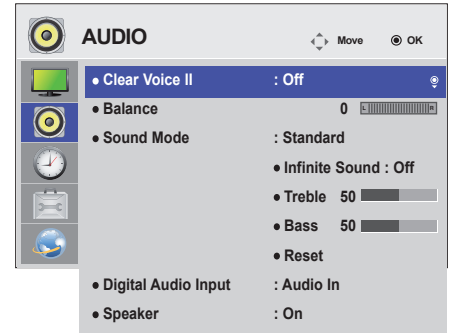 AUDIO
Move OK
• Clear Voice II : Off
• Balance 0 L R
• Sound Mode : Standard
• Infinite Sound : Off
• Treble 50
• Bass 50
• Reset
• Digital Audio Input : Audio In
• Speaker : On